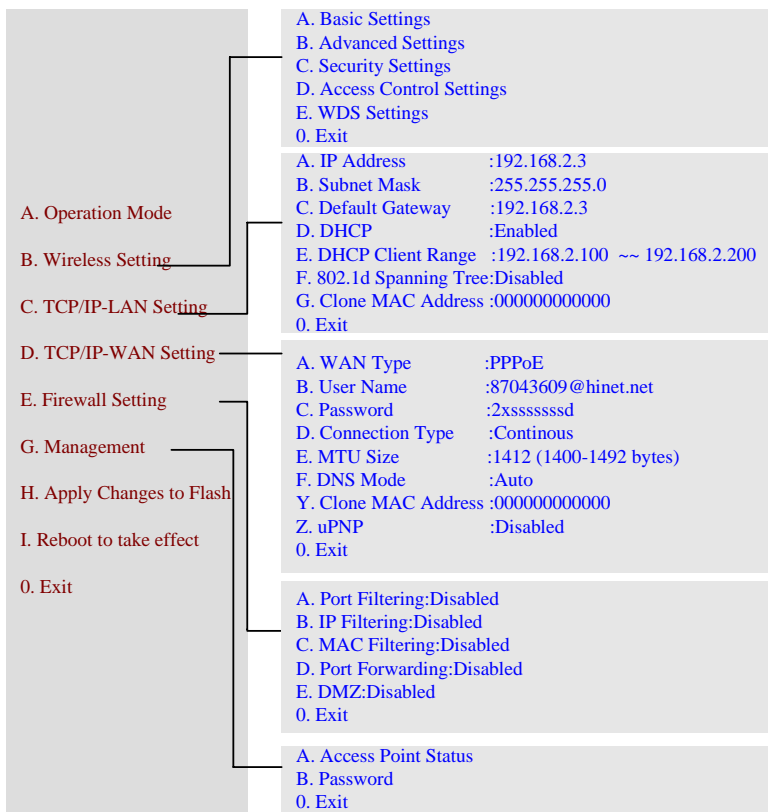 A. Operation Mode
B. Wireless Setting
C. TCP/IP-LAN Setting
D. TCP/IP-WAN Setting
E. Firewall Setting
G. Management
H. Apply Changes to Flash
I. Reboot to take effect
0. Exit
A. Basic Settings
B. Advanced Settings
C. Security Settings
D. Access Control Settings
E. WDS Settings
0. Exit
A. IP Address :192.168.2.3
B. Subnet Mask :255.255.255.0
C. Default Gateway :192.168.2.3
D. DHCP :Enabled
E. DHCP Client Range :192.168.2.100 ~~ 192.168.2.200
F. 802.1d Spanning Tree:Disabled
G. Clone MAC Address :000000000000
0. Exit
A. WAN Type :PPPoE
B. User Name :87043609@hinet.net
C. Password :2xsssssssd
D. Connection Type :Continous
E. MTU Size :1412 (1400-1492 bytes)
F. DNS Mode :Auto
Y. Clone MAC Address :000000000000
Z. uPNP :Disabled
0. Exit
A. Port Filtering:Disabled
B. IP Filtering:Disabled
C. MAC Filtering:Disabled
D. Port Forwarding:Disabled
E. DMZ:Disabled
0. Exit
A. Access Point Status
B. Password
0. Exit